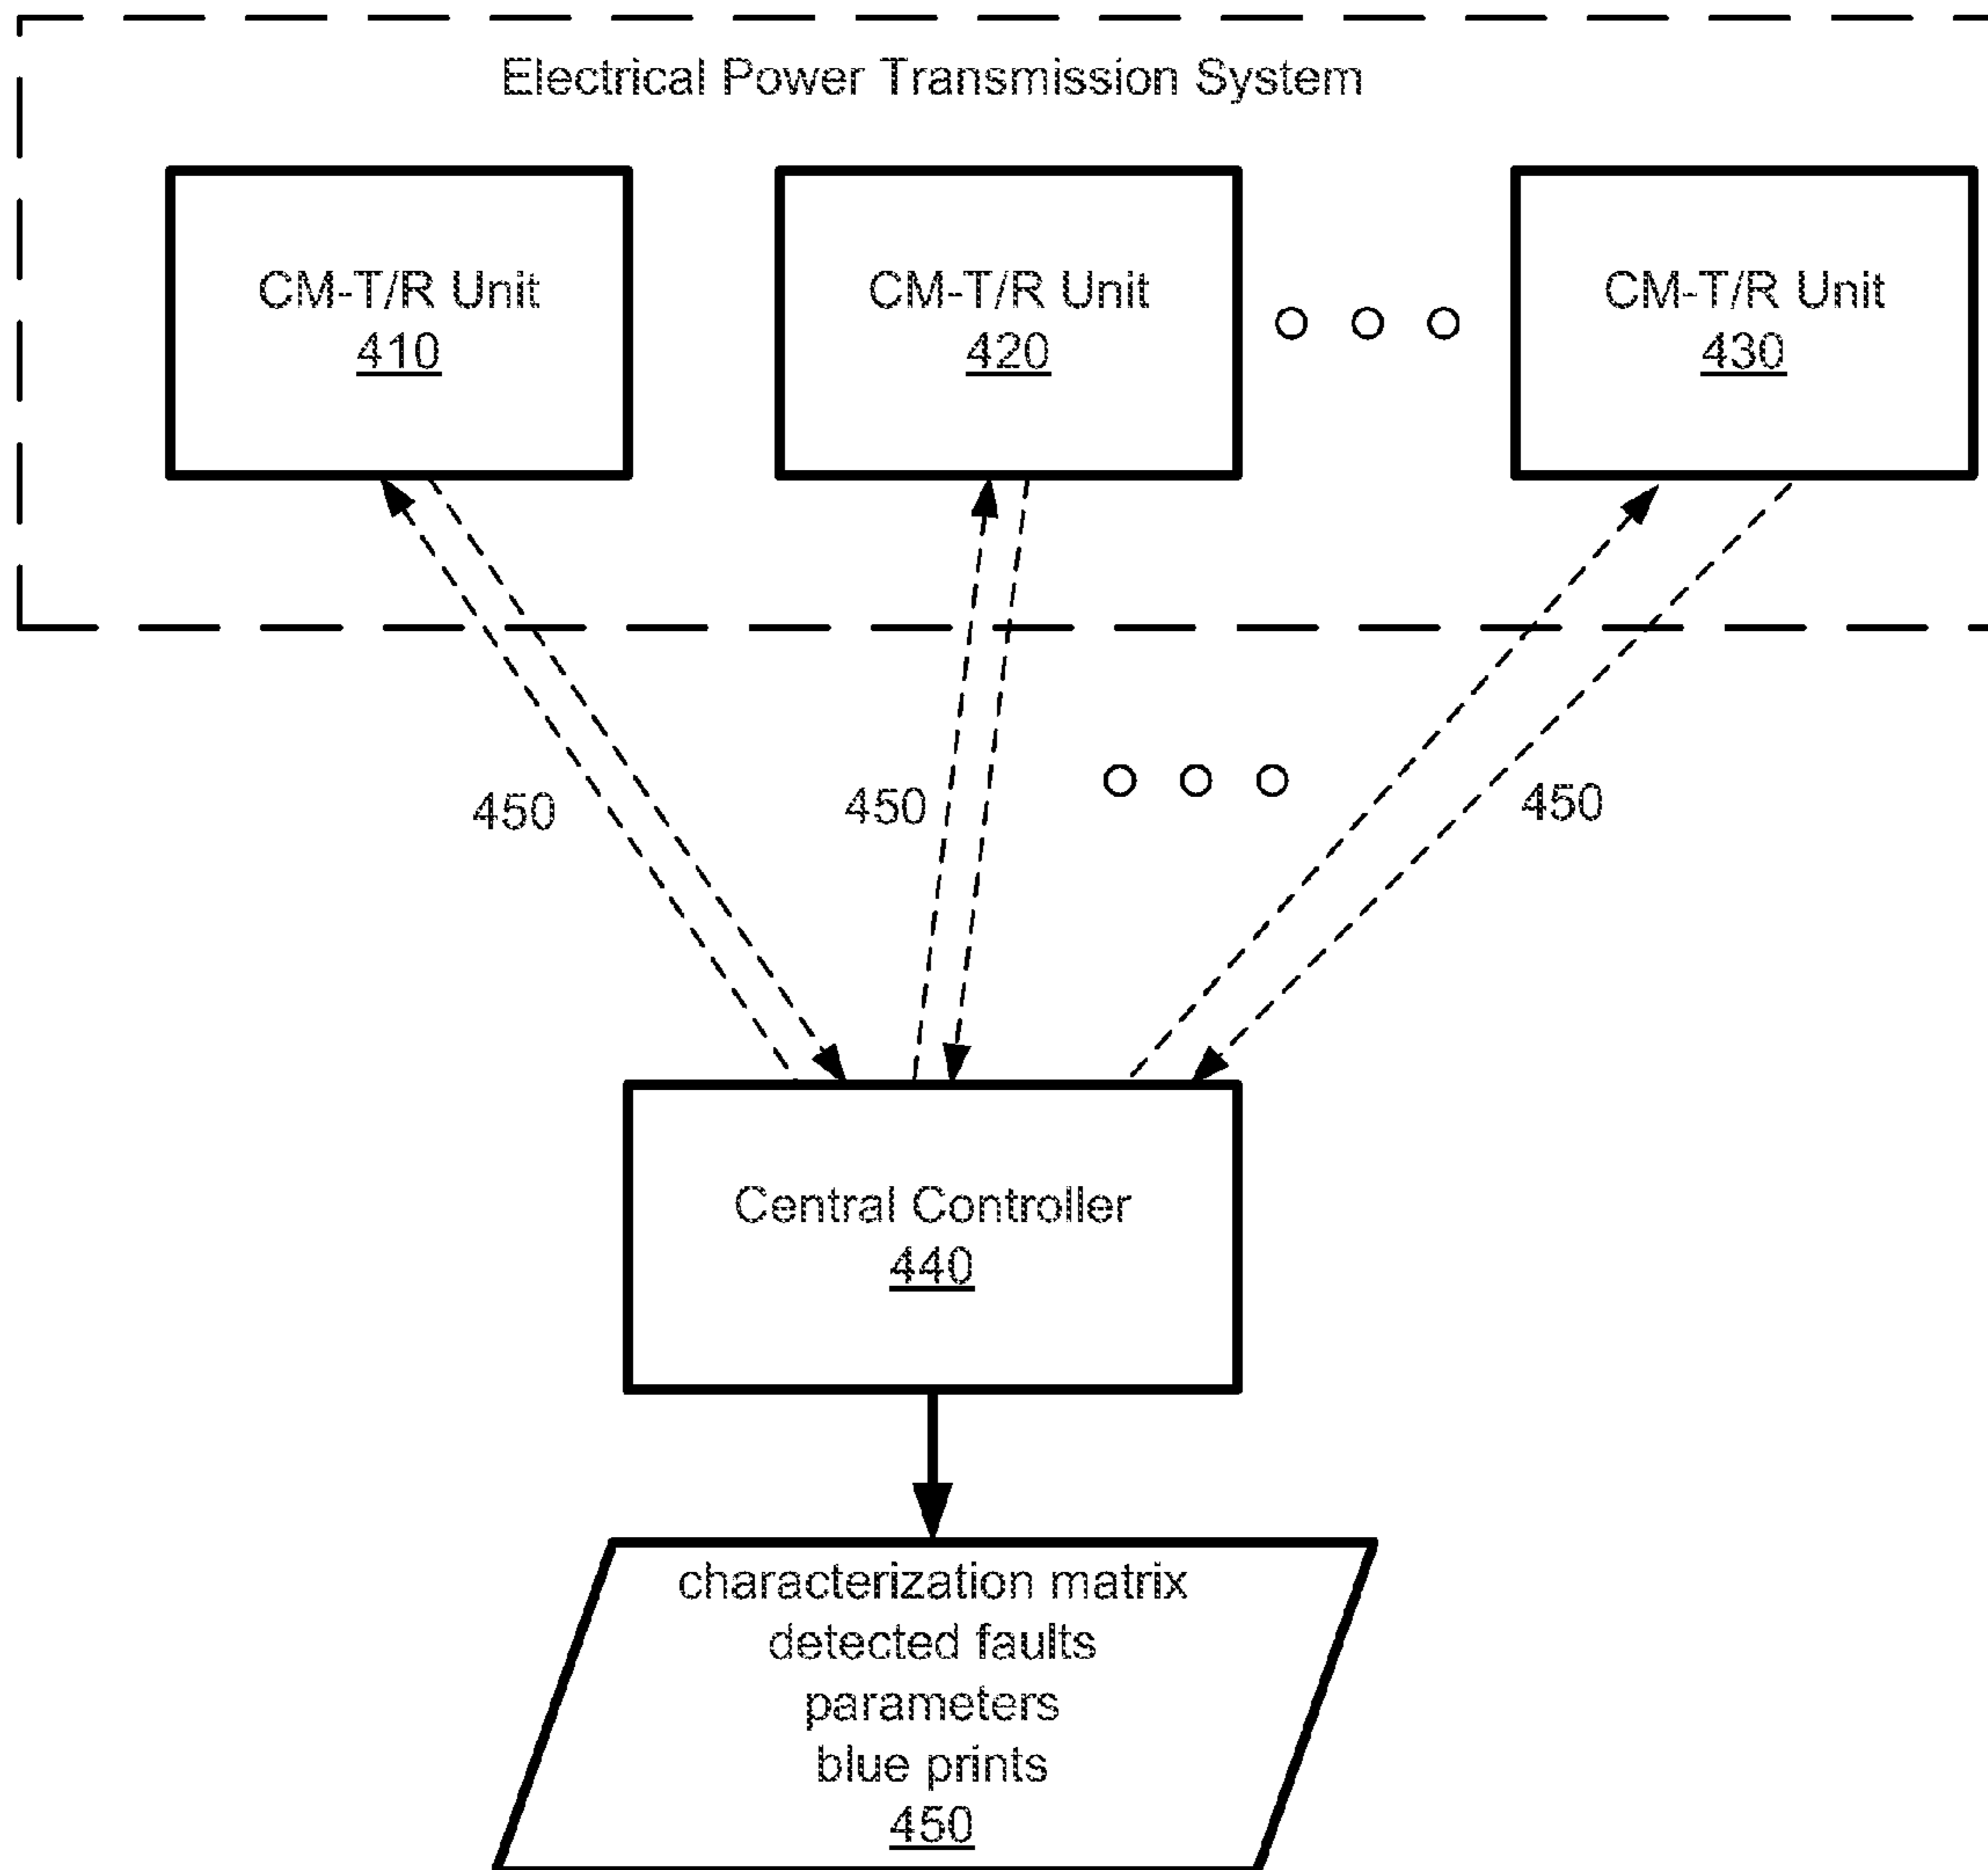 Electrical Power Transmission System
CM-T/R Unit
410
CM-T/R Unit
420
CM-T/R Unit
430
450
450
450
Central Controller
440
characterization matrix
detected faults
parameters
blue prints
450